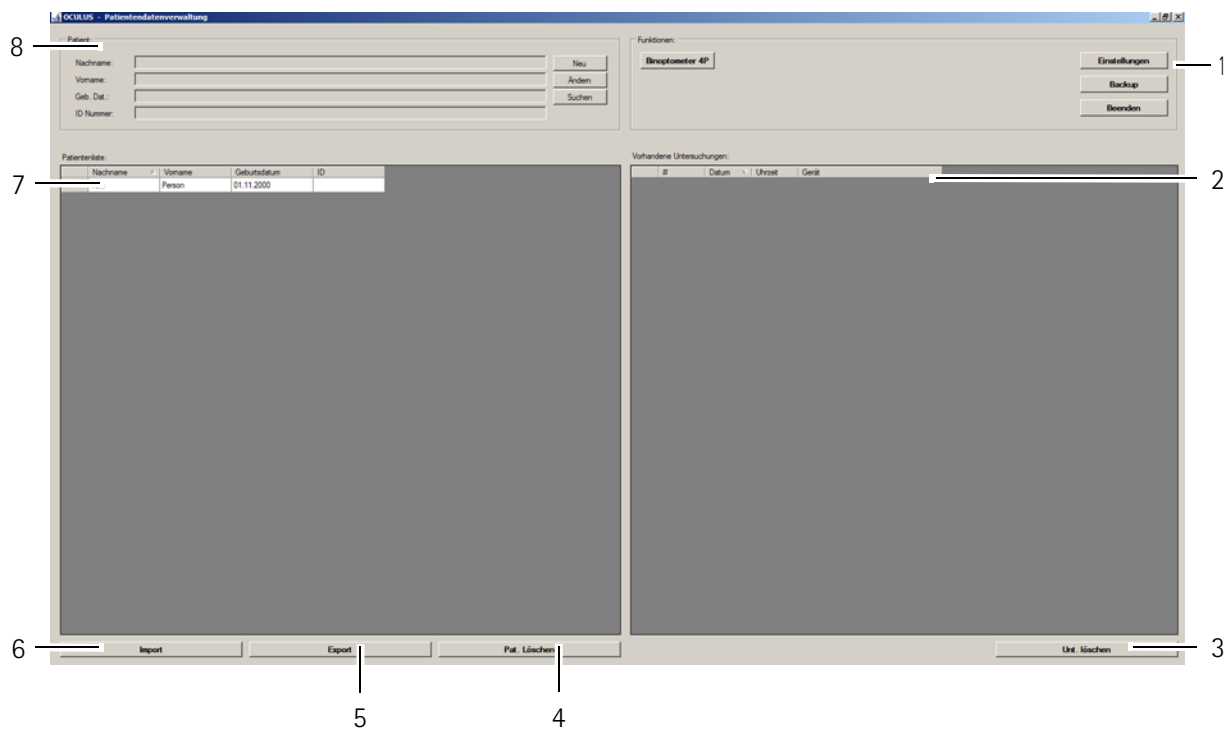 OCULUS - Patientendatenverwaltung
8
Patient
Nachname:
Neu
Vorname:
Ändern
Geb. Dat.:
Suchen
ID Nummer:
Funktionen:
Binoptometer 4P
Einstellungen
1
Backup
Beenden
Patientenliste:
Nachname Vorname Geburtsdatum ID
7
Person 01.11.2000
Vorhandene Untersuchungen:
# Datum Uhrzeit Gerät
2
6
Import
Export
Pat. Löschen
Unt. löschen
3
5
4